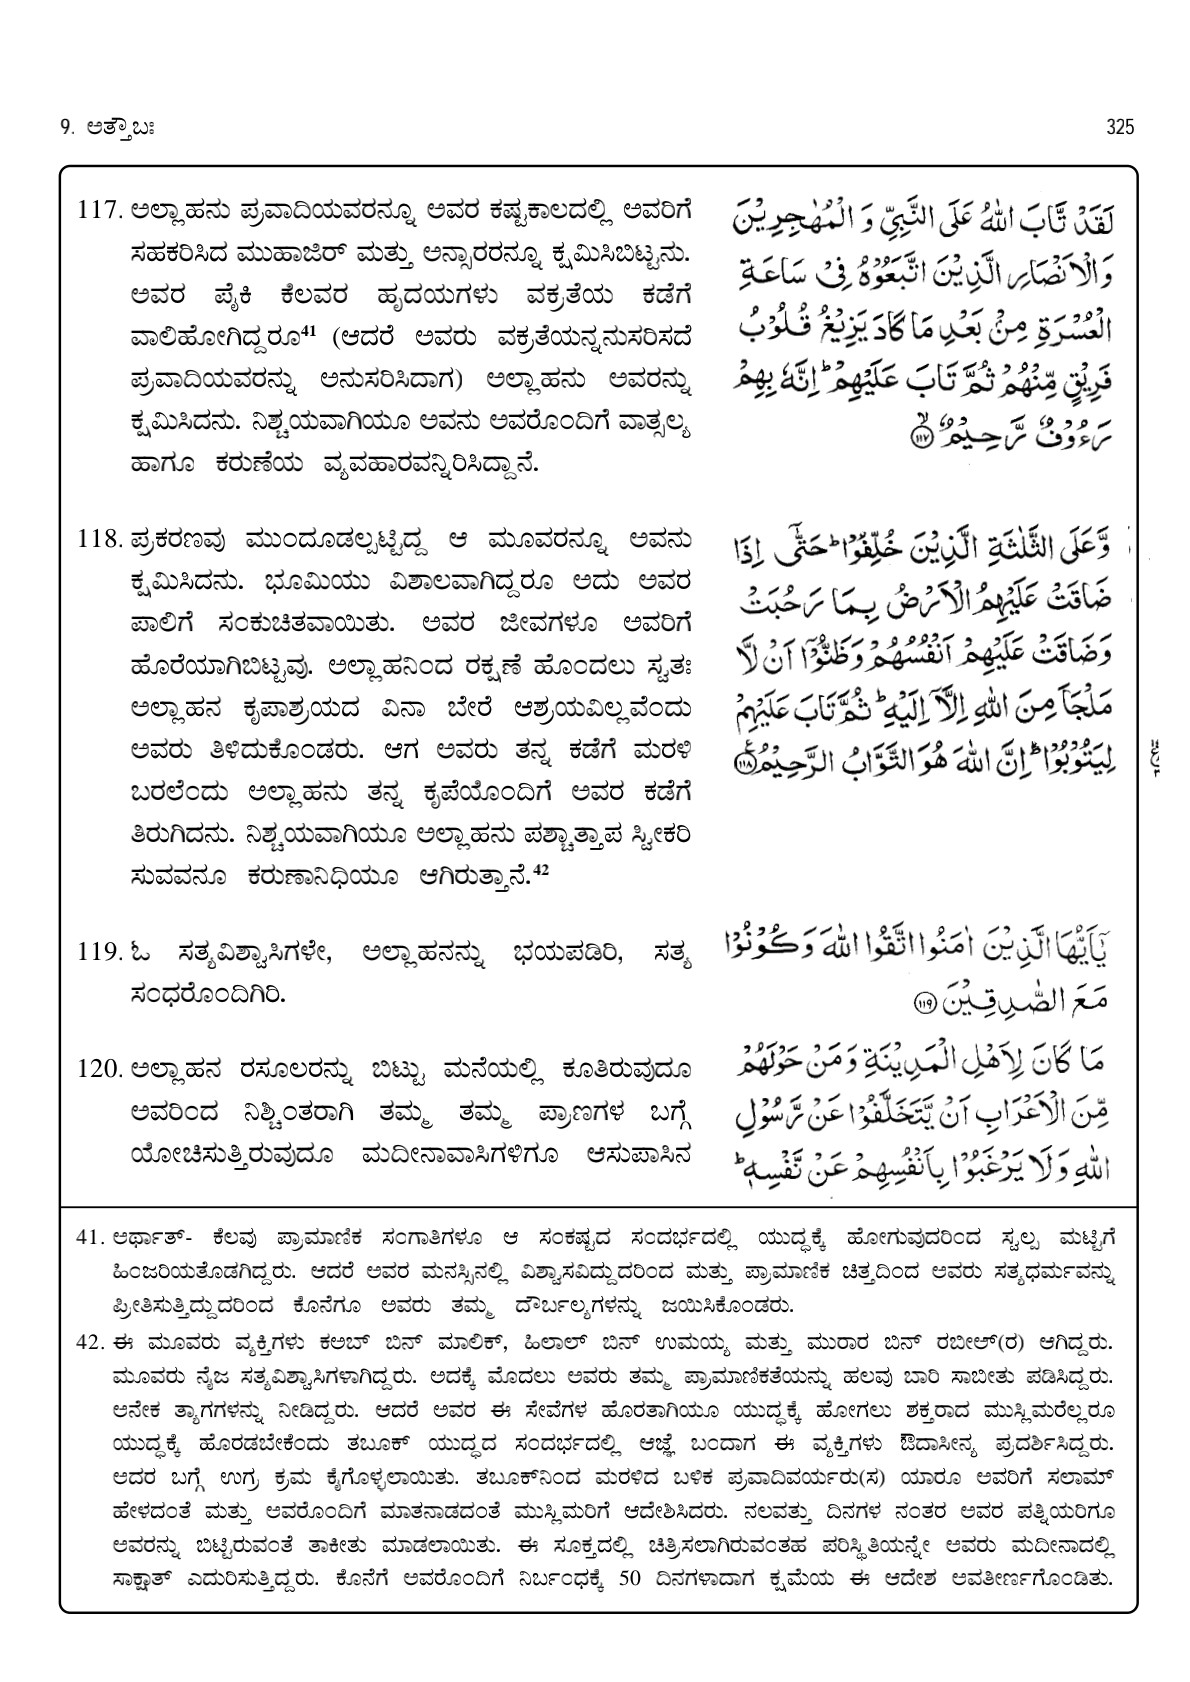 9. ಅತ್ತೌಬಃ
325
117. ಅಲ್ಲಾಹನು ಪ್ರವಾದಿಯವರನ್ನೂ ಅವರ ಕಷ್ಟಕಾಲದಲ್ಲಿ ಅವರಿಗೆ
ಸಹಕರಿಸಿದ ಮುಹಾಜಿರ್ ಮತ್ತು ಅನ್ಸಾರರನ್ನೂ ಕ್ಷಮಿಸಿಬಿಟ್ಟನು.
ಅವರ ಪೈಕಿ ಕೆಲವರ ಹೃದಯಗಳು ವಕ್ರತೆಯ ಕಡೆಗೆ
ವಾಲಿಹೋಗಿದ್ದರೂ41 (ಆದರೆ ಅವರು ವಕ್ರತೆಯನ್ನನುಸರಿಸದೆ
ಪ್ರವಾದಿಯವರನ್ನು ಅನುಸರಿಸಿದಾಗ) ಅಲ್ಲಾಹನು ಅವರನ್ನು
ಕ್ಷಮಿಸಿದನು. ನಿಶ್ಚಯವಾಗಿಯೂ ಅವನು ಅವರೊಂದಿಗೆ ವಾತ್ಸಲ್ಯ
ಹಾಗೂ ಕರುಣೆಯ ವ್ಯವಹಾರವನ್ನಿರಿಸಿದ್ದಾನೆ.
لَقَدْ تَّابَ اللّٰهُ عَلَى النَّبِيِّ وَ الْمُهٰجِرِيْنَ
وَالْاَنْصَارِ الَّذِيْنَ اتَّبَعُوْهُ فِيْ سَاعَةِ
الْعُسْرَةِ مِنْۢ بَعْدِ مَا كَادَ يَزِيْغُ قُلُوْبُ
فَرِيْقٍ مِّنْهُمْ ثُمَّ تَابَ عَلَيْهِمْ ؕ اِنَّهٗ بِهِمْ
رَءُوْفٌ رَّحِيْمٌ ۙ ۝۱۱۷
118. ಪ್ರಕರಣವು ಮುಂದೂಡಲ್ಪಟ್ಟಿದ್ದ ಆ ಮೂವರನ್ನೂ ಅವನು
ಕ್ಷಮಿಸಿದನು. ಭೂಮಿಯು ವಿಶಾಲವಾಗಿದ್ದರೂ ಅದು ಅವರ
ಪಾಲಿಗೆ ಸಂಕುಚಿತವಾಯಿತು. ಅವರ ಜೀವಗಳೂ ಅವರಿಗೆ
ಹೊರೆಯಾಗಿಬಿಟ್ಟವು. ಅಲ್ಲಾಹನಿಂದ ರಕ್ಷಣೆ ಹೊಂದಲು ಸ್ವತಃ
ಅಲ್ಲಾಹನ ಕೃಪಾಶ್ರಯದ ವಿನಾ ಬೇರೆ ಆಶ್ರಯವಿಲ್ಲವೆಂದು
ಅವರು ತಿಳಿದುಕೊಂಡರು. ಆಗ ಅವರು ತನ್ನ ಕಡೆಗೆ ಮರಳಿ
ಬರಲೆಂದು ಅಲ್ಲಾಹನು ತನ್ನ ಕೃಪೆಯೊಂದಿಗೆ ಅವರ ಕಡೆಗೆ
ತಿರುಗಿದನು. ನಿಶ್ಚಯವಾಗಿಯೂ ಅಲ್ಲಾಹನು ಪಶ್ಚಾತ್ತಾಪ ಸ್ವೀಕರಿ
ಸುವವನೂ ಕರುಣಾನಿಧಿಯೂ ಆಗಿರುತ್ತಾನೆ.42
وَّعَلَى الثَّلٰثَةِ الَّذِيْنَ خُلِّفُوْا ؕ حَتّٰۤى اِذَا
ضَاقَتْ عَلَيْهِمُ الْاَرْضُ بِمَا رَحُبَتْ
وَضَاقَتْ عَلَيْهِمْ اَنْفُسُهُمْ وَظَنُّوْۤا اَنْ لَّا
مَلْجَاَ مِنَ اللّٰهِ اِلَّاۤ اِلَيْهِ ؕ ثُمَّ تَابَ عَلَيْهِمْ
لِيَتُوْبُوْا ؕ اِنَّ اللّٰهَ هُوَ التَّوَّابُ الرَّحِيْمُ ۝۱۱۸
119. ಓ ಸತ್ಯವಿಶ್ವಾಸಿಗಳೇ, ಅಲ್ಲಾಹನನ್ನು ಭಯಪಡಿರಿ, ಸತ್ಯ
ಸಂಧರೊಂದಿಗಿರಿ.
يٰۤاَيُّهَا الَّذِيْنَ اٰمَنُوا اتَّقُوا اللّٰهَ وَكُوْنُوْا
مَعَ الصّٰدِقِيْنَ ۝۱۱۹
120. ಅಲ್ಲಾಹನ ರಸೂಲರನ್ನು ಬಿಟ್ಟು ಮನೆಯಲ್ಲಿ ಕೂತಿರುವುದೂ
ಅವರಿಂದ ನಿಶ್ಚಿಂತರಾಗಿ ತಮ್ಮ ತಮ್ಮ ಪ್ರಾಣಗಳ ಬಗ್ಗೆ
ಯೋಚಿಸುತ್ತಿರುವುದೂ ಮದೀನಾವಾಸಿಗಳಿಗೂ ಆಸುಪಾಸಿನ
مَا كَانَ لِاَهْلِ الْمَدِيْنَةِ وَمَنْ حَوْلَهُمْ
مِّنَ الْاَعْرَابِ اَنْ يَّتَخَلَّفُوْا عَنْ رَّسُوْلِ
اللّٰهِ وَلَا يَرْغَبُوْا بِاَنْفُسِهِمْ عَنْ نَّفْسِهٖ ؕ
41. ಅರ್ಥಾತ್- ಕೆಲವು ಪ್ರಾಮಾಣಿಕ ಸಂಗಾತಿಗಳೂ ಆ ಸಂಕಷ್ಟದ ಸಂದರ್ಭದಲ್ಲಿ ಯುದ್ಧಕ್ಕೆ ಹೋಗುವುದರಿಂದ ಸ್ವಲ್ಪ ಮಟ್ಟಿಗೆ
ಹಿಂಜರಿಯತೊಡಗಿದ್ದರು. ಆದರೆ ಅವರ ಮನಸ್ಸಿನಲ್ಲಿ ವಿಶ್ವಾಸವಿದ್ದುದರಿಂದ ಮತ್ತು ಪ್ರಾಮಾಣಿಕ ಚಿತ್ತದಿಂದ ಅವರು ಸತ್ಯಧರ್ಮವನ್ನು
ಪ್ರೀತಿಸುತ್ತಿದ್ದುದರಿಂದ ಕೊನೆಗೂ ಅವರು ತಮ್ಮ ದೌರ್ಬಲ್ಯಗಳನ್ನು ಜಯಿಸಿಕೊಂಡರು.
42. ಈ ಮೂವರು ವ್ಯಕ್ತಿಗಳು ಕಅಬ್ ಬಿನ್ ಮಾಲಿಕ್, ಹಿಲಾಲ್ ಬಿನ್ ಉಮಯ್ಯ ಮತ್ತು ಮುರಾರ ಬಿನ್ ರಬೀಅ್(ರ) ಆಗಿದ್ದರು.
ಮೂವರು ನೈಜ ಸತ್ಯವಿಶ್ವಾಸಿಗಳಾಗಿದ್ದರು. ಅದಕ್ಕೆ ಮೊದಲು ಅವರು ತಮ್ಮ ಪ್ರಾಮಾಣಿಕತೆಯನ್ನು ಹಲವು ಬಾರಿ ಸಾಬೀತು ಪಡಿಸಿದ್ದರು.
ಅನೇಕ ತ್ಯಾಗಗಳನ್ನು ನೀಡಿದ್ದರು. ಆದರೆ ಅವರ ಈ ಸೇವೆಗಳ ಹೊರತಾಗಿಯೂ ಯುದ್ಧಕ್ಕೆ ಹೋಗಲು ಶಕ್ತರಾದ ಮುಸ್ಲಿಮರೆಲ್ಲರೂ
ಯುದ್ಧಕ್ಕೆ ಹೊರಡಬೇಕೆಂದು ತಬೂಕ್ ಯುದ್ಧದ ಸಂದರ್ಭದಲ್ಲಿ ಆಜ್ಞೆ ಬಂದಾಗ ಈ ವ್ಯಕ್ತಿಗಳು ಔದಾಸೀನ್ಯ ಪ್ರದರ್ಶಿಸಿದ್ದರು.
ಅದರ ಬಗ್ಗೆ ಉಗ್ರ ಕ್ರಮ ಕೈಗೊಳ್ಳಲಾಯಿತು. ತಬೂಕ್‌ನಿಂದ ಮರಳಿದ ಬಳಿಕ ಪ್ರವಾದಿವರ್ಯರು(ಸ) ಯಾರೂ ಅವರಿಗೆ ಸಲಾಮ್
ಹೇಳದಂತೆ ಮತ್ತು ಅವರೊಂದಿಗೆ ಮಾತನಾಡದಂತೆ ಮುಸ್ಲಿಮರಿಗೆ ಆದೇಶಿಸಿದರು. ನಲವತ್ತು ದಿನಗಳ ನಂತರ ಅವರ ಪತ್ನಿಯರಿಗೂ
ಅವರನ್ನು ಬಿಟ್ಟಿರುವಂತೆ ತಾಕೀತು ಮಾಡಲಾಯಿತು. ಈ ಸೂಕ್ತದಲ್ಲಿ ಚಿತ್ರಿಸಲಾಗಿರುವಂತಹ ಪರಿಸ್ಥಿತಿಯನ್ನೇ ಅವರು ಮದೀನಾದಲ್ಲಿ
ಸಾಕ್ಷಾತ್ ಎದುರಿಸುತ್ತಿದ್ದರು. ಕೊನೆಗೆ ಅವರೊಂದಿಗೆ ನಿರ್ಬಂಧಕ್ಕೆ 50 ದಿನಗಳಾದಾಗ ಕ್ಷಮೆಯ ಈ ಆದೇಶ ಅವತೀರ್ಣಗೊಂಡಿತು.